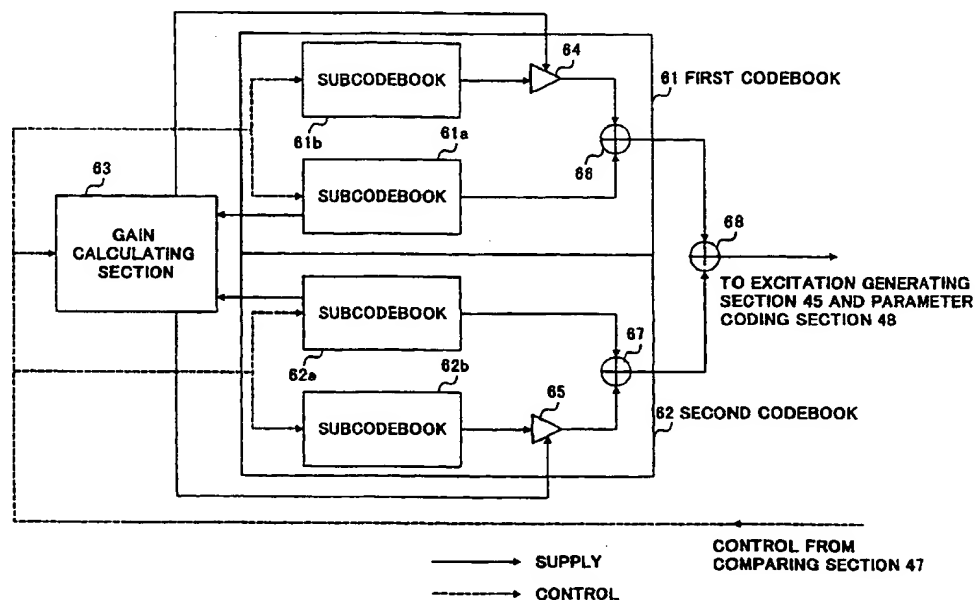 64
SUBCODEBOOK
61 FIRST CODEBOOK
61b
61a
66
63
SUBCODEBOOK
GAIN
CALCULATING
SECTION
68
TO EXCITATION GENERATING
SECTION 45 AND PARAMETER
CODING SECTION 48
SUBCODEBOOK
67
62a
62b
65
SUBCODEBOOK
62 SECOND CODEBOOK
CONTROL FROM
COMPARING SECTION 47
SUPPLY
CONTROL